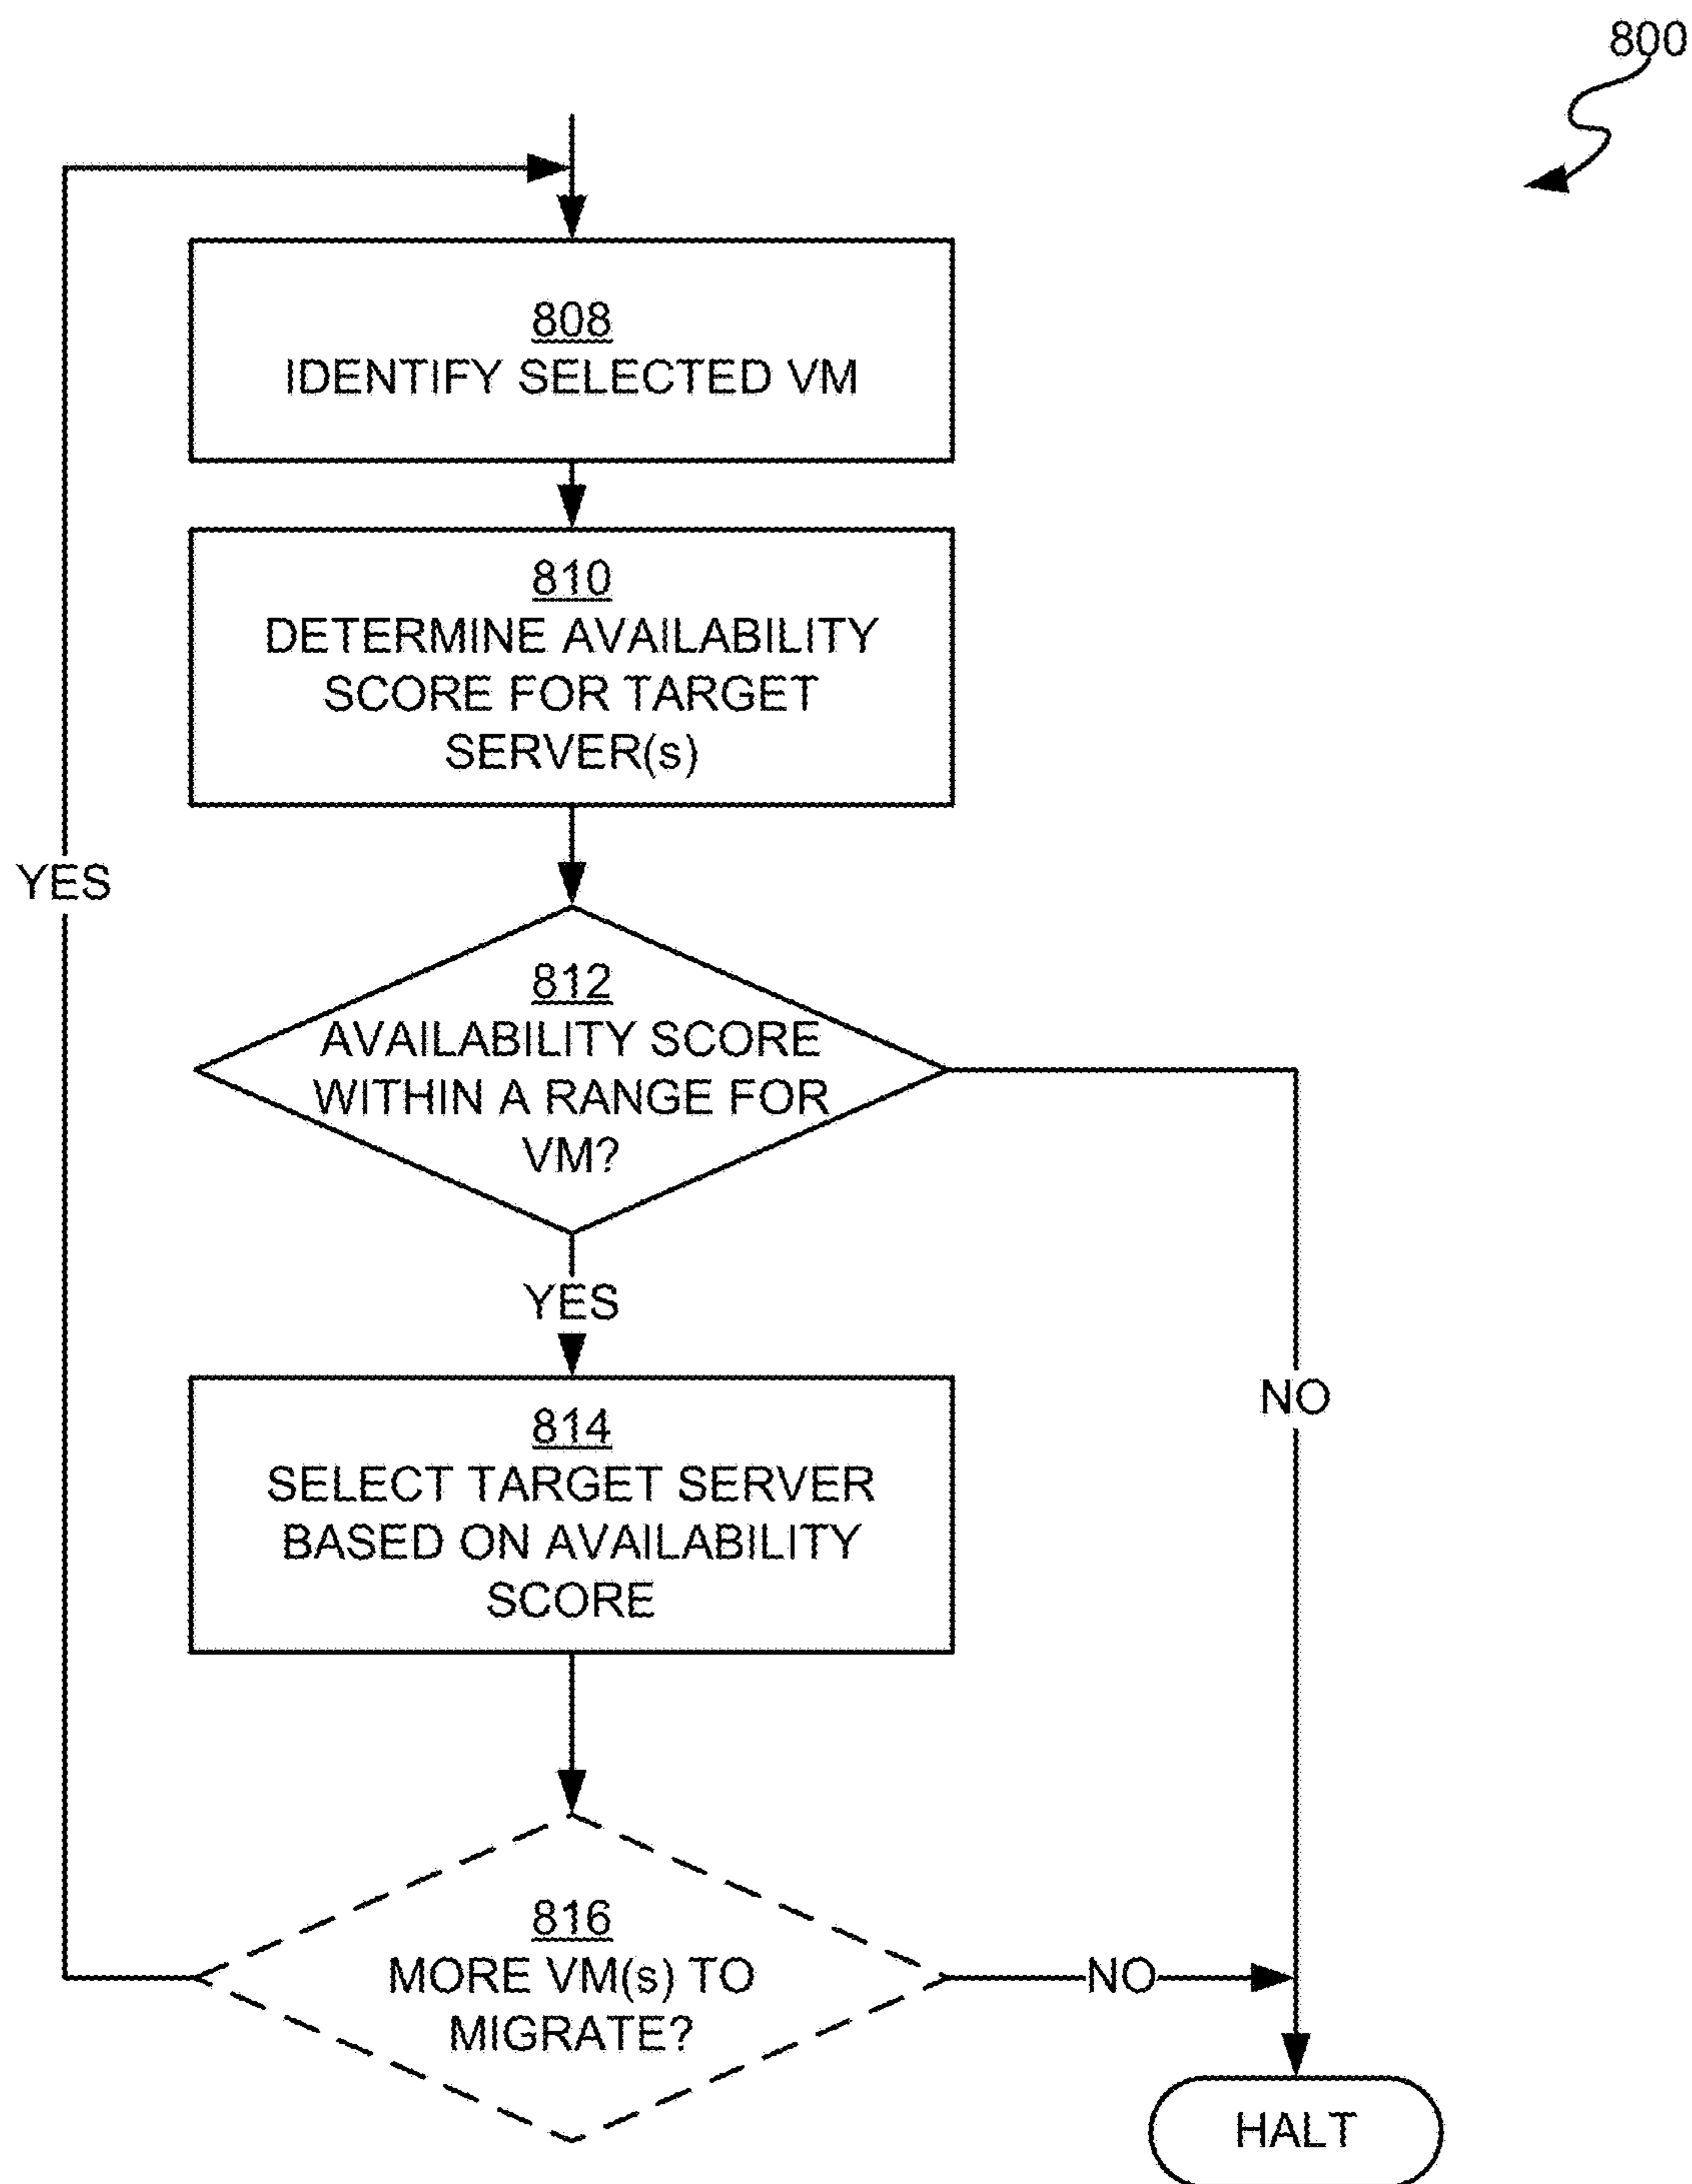 800
808
IDENTIFY SELECTED VM
810
DETERMINE AVAILABILITY
SCORE FOR TARGET
SERVER(s)
YES
812
AVAILABILITY SCORE
WITHIN A RANGE FOR
VM?
YES
NO
814
SELECT TARGET SERVER
BASED ON AVAILABILITY
SCORE
816
MORE VM(s) TO
MIGRATE?
NO
HALT